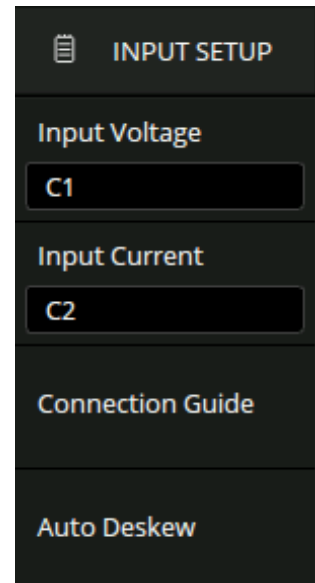 INPUT SETUP
Input Voltage
C1
Input Current
C2
Connection Guide
Auto Deskew